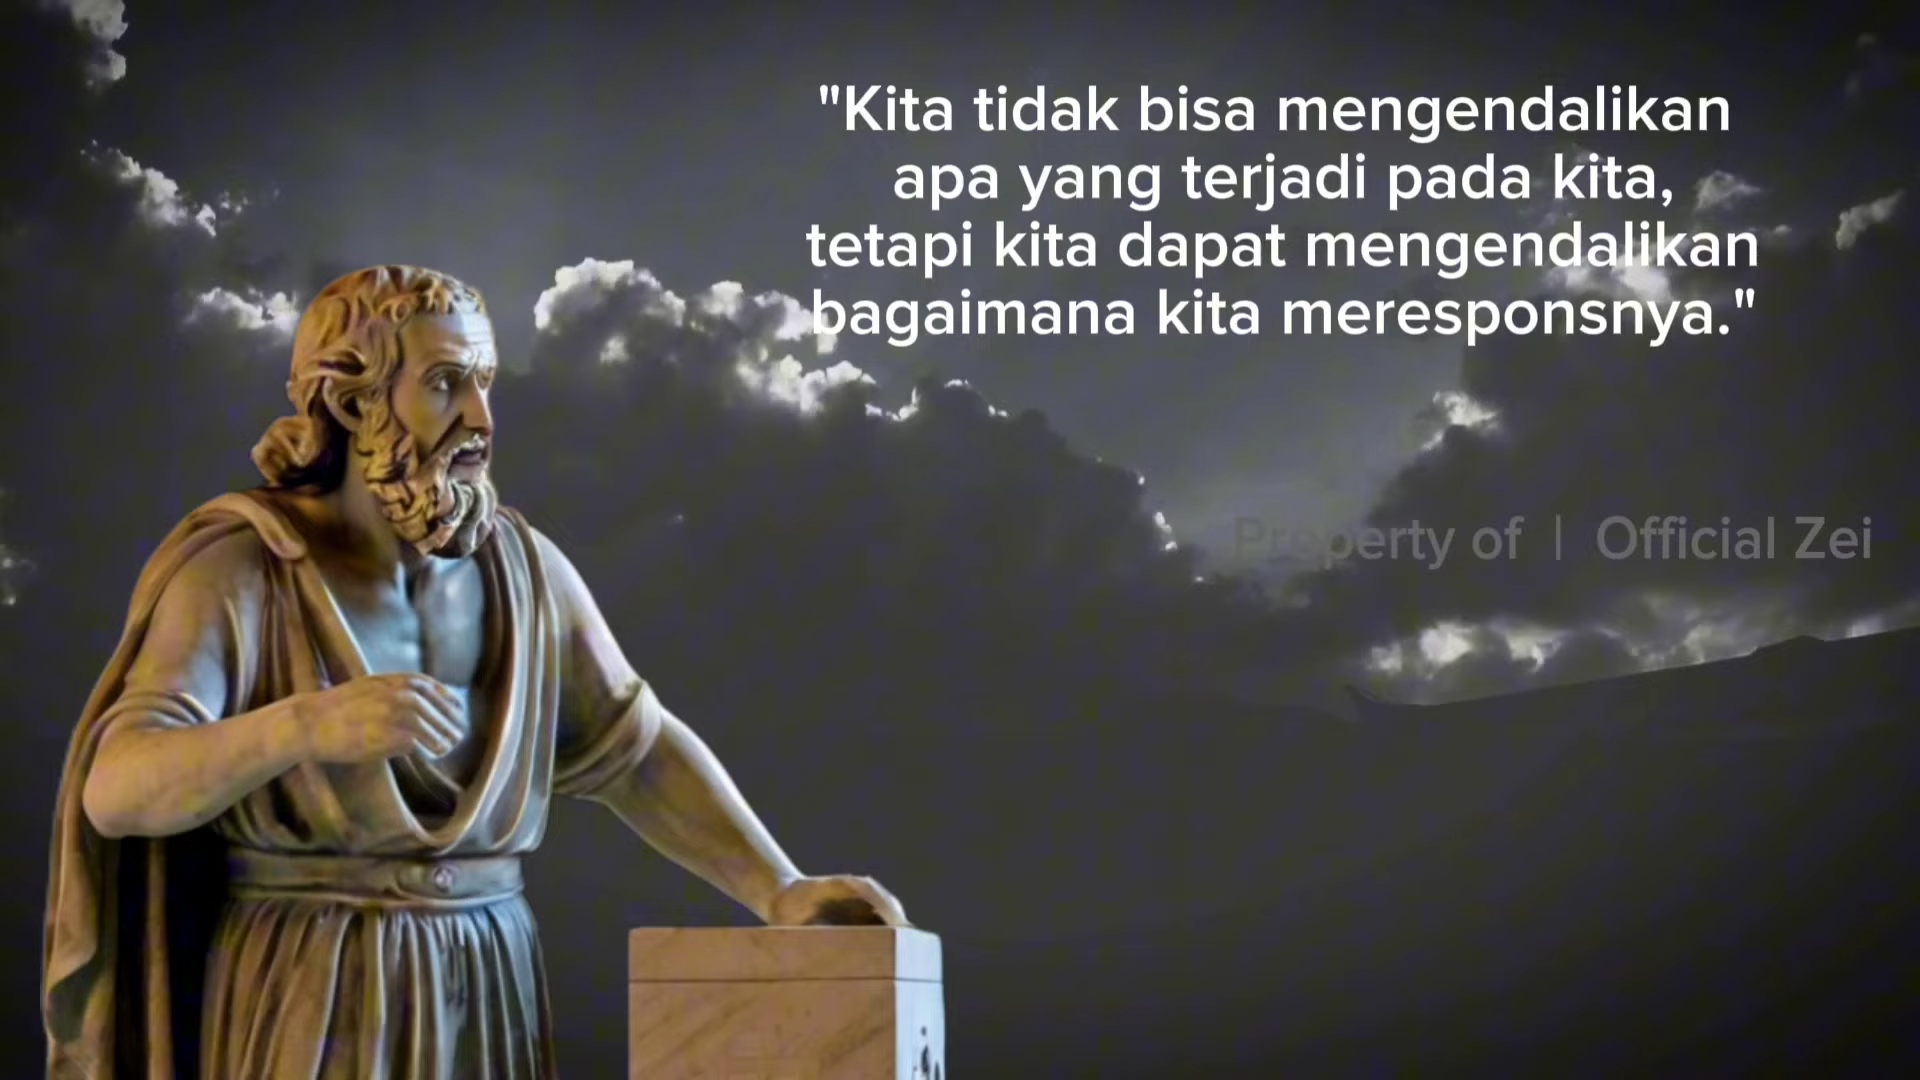 "Kita tidak bisa mengendalikan
apa yang terjadi pada kita,
tetapi kita dapat mengendalikan
bagaimana kita meresponsnya."
Property of | Official Zei